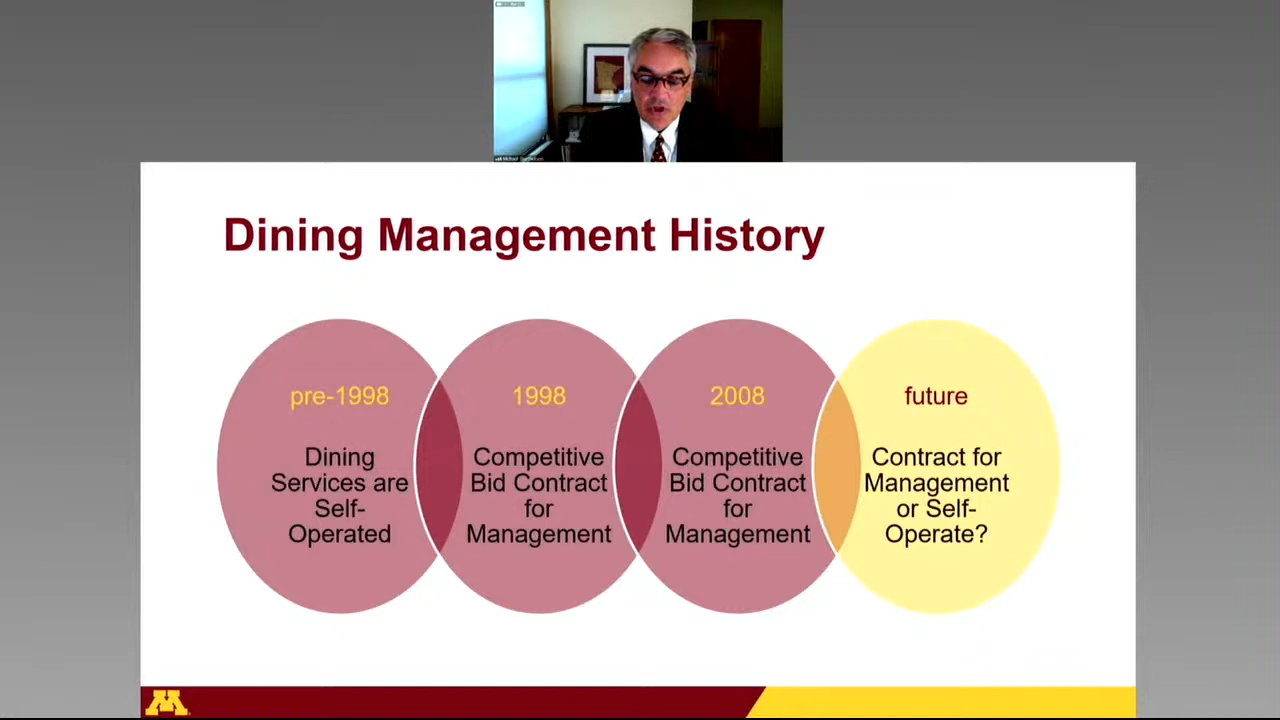 Dining Management History
pre-1998
Dining
Services are
Self-
Operated
1998
Competitive
Bid Contract
for
Management
2008
Competitive
Bid Contract
for
Management
future
Contract for
Management
or Self-
Operate?
M